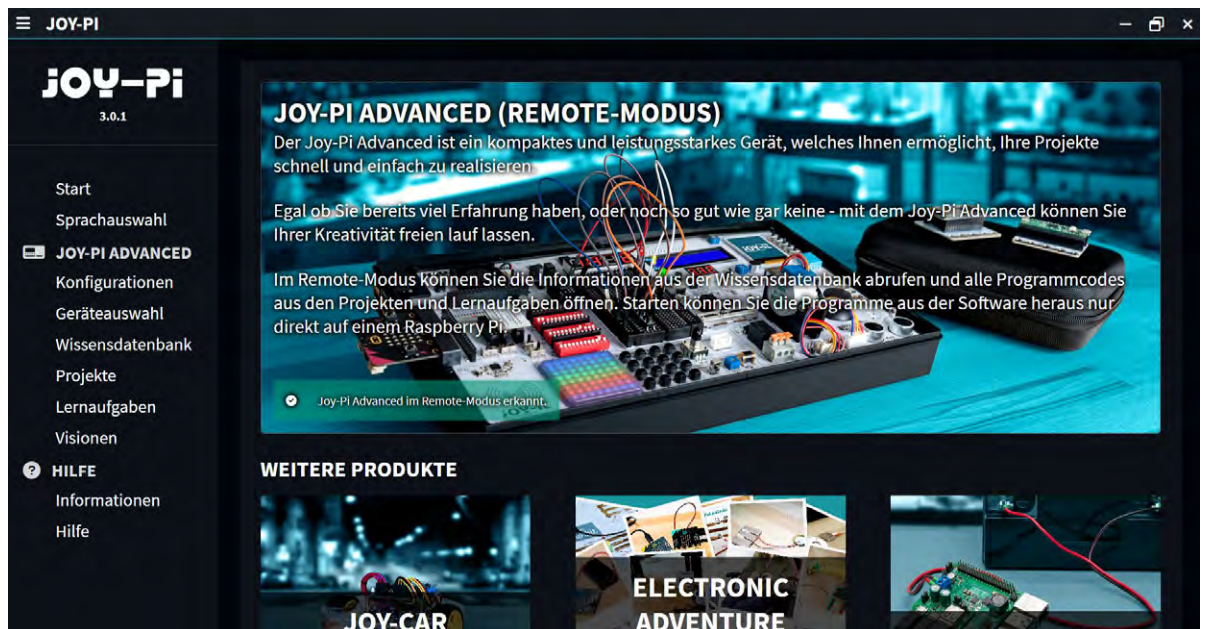 JOY-PI
JOY-Pi
3.0.1
Start
Sprachauswahl
JOY-PI ADVANCED
Konfigurationen
Geräteauswahl
Wissensdatenbank
Projekte
Lernaufgaben
Visionen
HILFE
Informationen
Hilfe
JOY-PI ADVANCED (REMOTE-MODUS)
Der Joy-Pi Advanced ist ein kompaktes und leistungsstarkes Gerät, welches Ihnen ermöglicht, Ihre Projekte
schnell und einfach zu realisieren.
Egal ob Sie bereits viel Erfahrung haben, oder noch so gut wie gar keine - mit dem Joy-Pi Advanced können Sie
Ihrer Kreativität freien lauf lassen.
Im Remote-Modus können Sie die Informationen aus der Wissensdatenbank abrufen und alle Programmcodes
aus den Projekten und Lernaufgaben öffnen. Starten können Sie die Programme aus der Software heraus nur
direkt auf einem Raspberry Pi.
Joy-Pi Advanced im Remote-Modus erkannt.
WEITERE PRODUKTE
JOY-CAR
ELECTRONIC
ADVENTURE